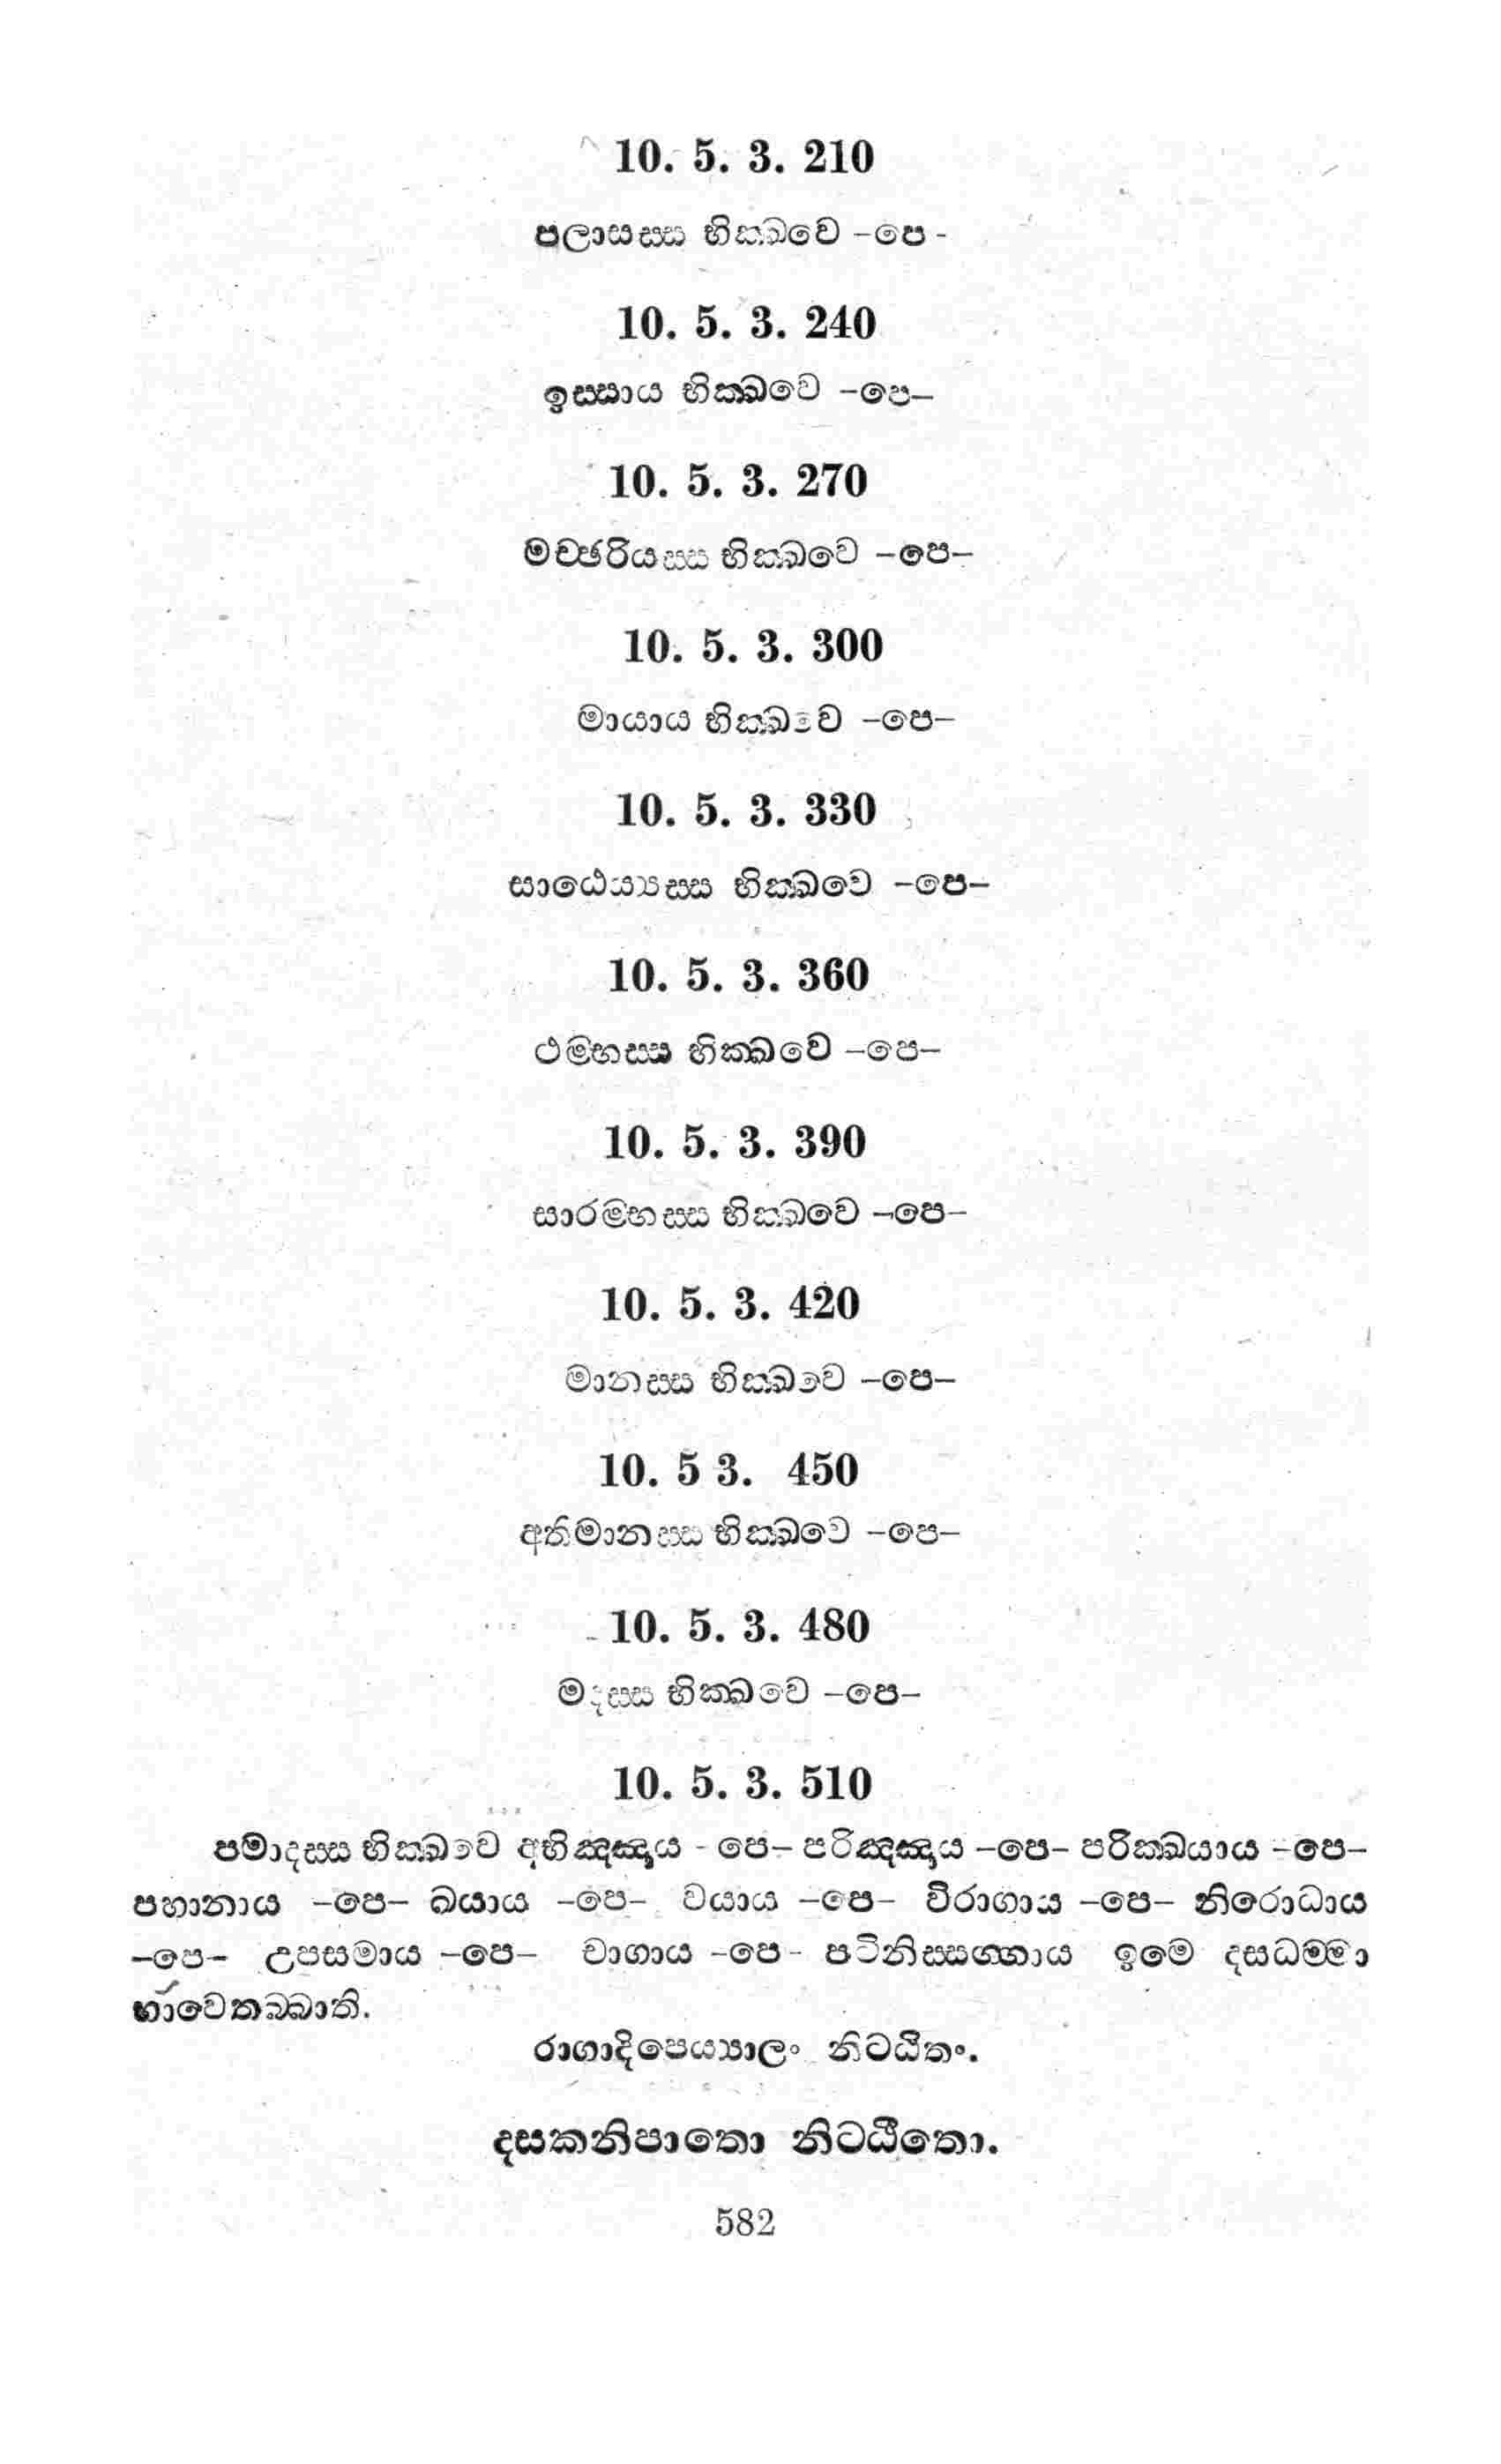 10. 5. 3. 210
පලාසස්ස භික්ඛවෙ –පෙ-
10. 5. 3. 240
ඉස්සාය භික්ඛවෙ –පෙ–
10. 5. 3. 270
මච්ඡරියස්ස භික්ඛවෙ –පෙ–
10. 5. 3. 300
මායාය භික්ඛවෙ –පෙ–
10. 5. 3. 330
සාඨෙය්‍යස්ස භික්ඛවෙ –පෙ–
10. 5. 3. 360
ථම්භස්ස භික්ඛවෙ –පෙ–
10. 5. 3. 390
සාරම්භස්ස භික්ඛවෙ –පෙ–
10. 5. 3. 420
මානස්ස භික්ඛවෙ –පෙ–
10. 5 3. 450
අතිමානස්ස භික්ඛවෙ –පෙ–
10. 5. 3. 480
මදස්ස භික්ඛවෙ –පෙ–
10. 5. 3. 510
පමාදස්ස භික්ඛවෙ අභිඤ්ඤාය - පෙ– පරිඤ්ඤාය –පෙ– පරික්ඛයාය –පෙ–
පහානාය –පෙ– ඛයාය –පෙ– වයාය –පෙ– විරාගාය –පෙ– නිරොධාය
–පෙ– උපසමාය –පෙ– චාගාය –පෙ- පටිනිස්සග්ගාය ඉමෙ දසධම්මා
භාවෙතබ්බාති.
රාගාදිපෙය්‍යාලං නිට්ඨිතං.
දසකනිපාතො නිට්ඨිතො.
582